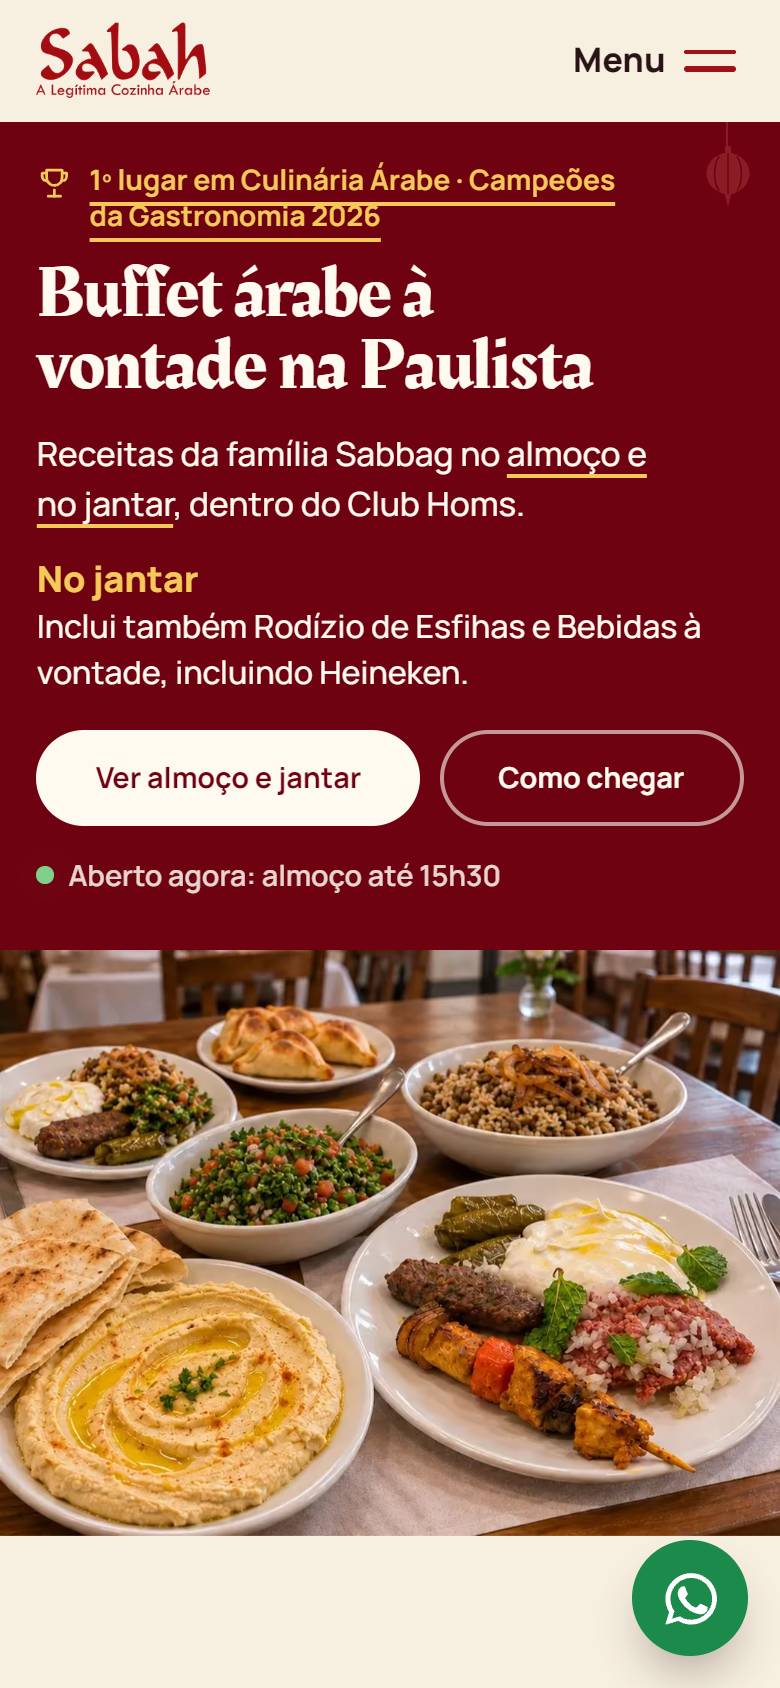 Sabah
A Legítima Cozinha Árabe
Menu
1º lugar em Culinária Árabe · Campeões
da Gastronomia 2026
Buffet árabe à
vontade na Paulista
Receitas da família Sabbag no almoço e
no jantar, dentro do Club Homs.
No jantar
Inclui também Rodízio de Esfihas e Bebidas à
vontade, incluindo Heineken.
Ver almoço e jantar
Como chegar
Aberto agora: almoço até 15h30